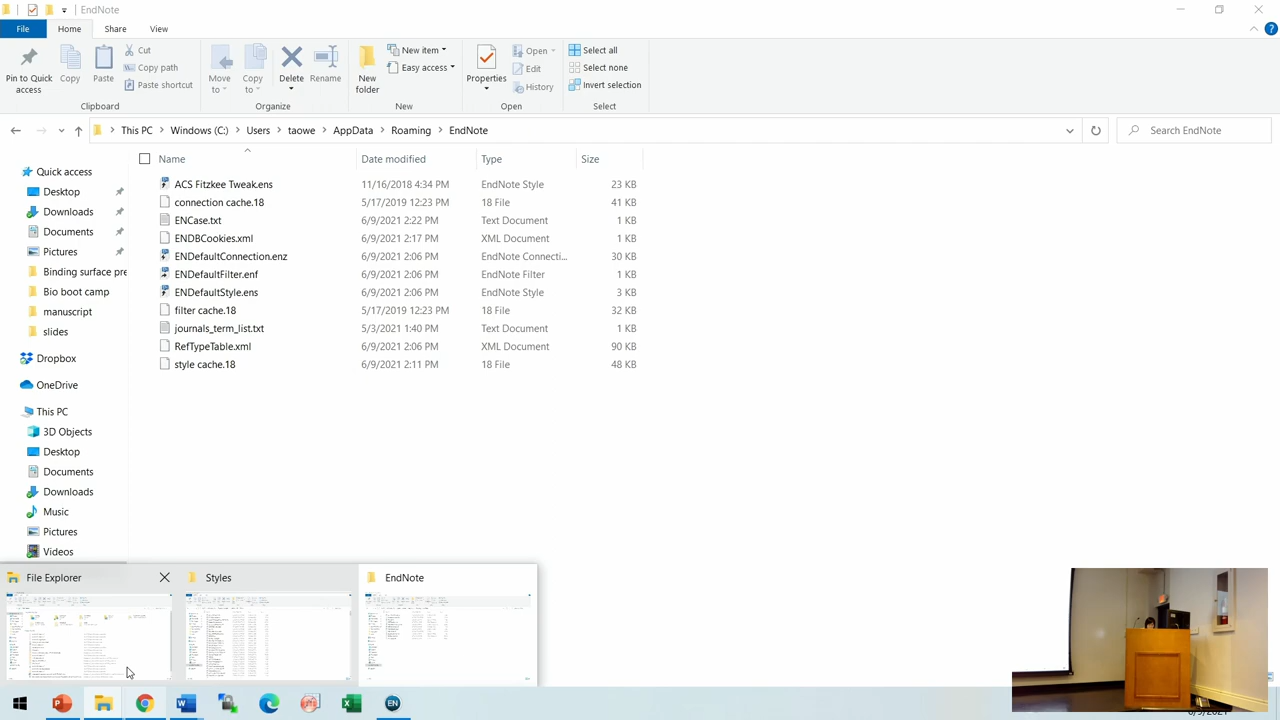 EndNote
File Home Share View
Pin to Quick access
Copy
Paste
Cut
Copy path
Paste shortcut
Clipboard
Move to
Copy to
Delete
Rename
Organize
New folder
New item
Easy access
New
Properties
Open
Edit
History
Open
Select all
Select none
Invert selection
Select
This PC Windows (C:) Users taowe AppData Roaming EndNote
Search EndNote
Name Date modified Type Size
ACS Fitzkee Tweak.ens 11/16/2018 4:34 PM EndNote Style 23 KB
connection cache.18 5/17/2019 12:23 PM 18 File 41 KB
ENCase.txt 6/9/2021 2:22 PM Text Document 1 KB
ENDBCookies.xml 6/9/2021 2:17 PM XML Document 1 KB
ENDefaultConnection.enz 6/9/2021 2:06 PM EndNote Connecti... 30 KB
ENDefaultFilter.enf 6/9/2021 2:06 PM EndNote Filter 1 KB
ENDefaultStyle.ens 6/9/2021 2:06 PM EndNote Style 3 KB
filter cache.18 5/17/2019 12:23 PM 18 File 32 KB
journals_term_list.txt 5/3/2021 1:40 PM Text Document 1 KB
RefTypeTable.xml 6/9/2021 2:06 PM XML Document 90 KB
style cache.18 6/9/2021 2:11 PM 18 File 48 KB
Quick access
Desktop
Downloads
Documents
Pictures
Binding surface pre
Bio boot camp
manuscript
slides
Dropbox
OneDrive
This PC
3D Objects
Desktop
Documents
Downloads
Music
Pictures
Videos
File Explorer
Styles
EndNote